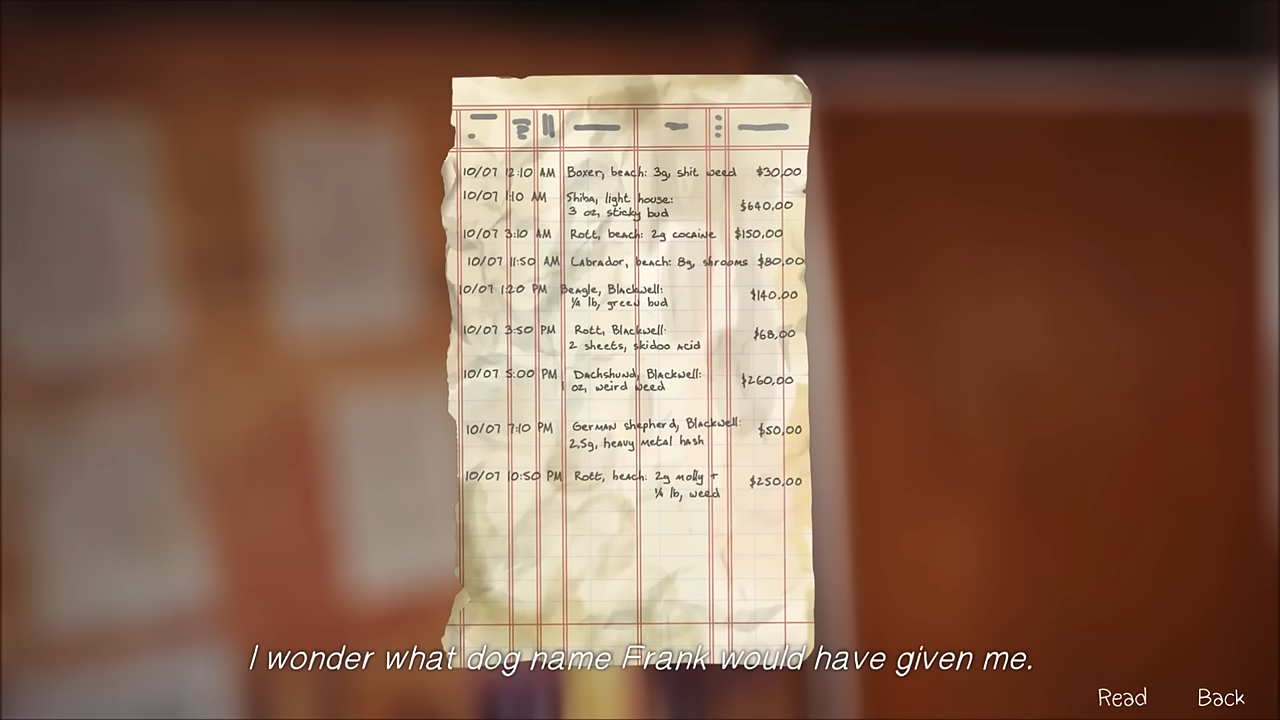 10/07 12:10 AM Boxer, beach: 3g, shit weed $30,00
10/07 1:10 AM Shiba, light house:
3 oz, sticky bud $640,00
10/07 3:10 AM Rott, beach: 2g cocaine $150,00
10/07 11:50 AM Labrador, beach: 8g, shrooms $80,00
10/07 1:20 PM Beagle, Blackwell:
¼ lb, green bud $140,00
10/07 3:50 PM Rott, Blackwell:
2 sheets, skidoo acid $68,00
10/07 5:00 PM Dachshund, Blackwell:
1 oz, weird weed $260,00
10/07 7:10 PM German shepherd, Blackwell:
2,5g, heavy metal hash $50,00
10/07 10:50 PM Rott, beach: 2g molly +
¼ lb, weed $250,00
I wonder what dog name Frank would have given me.
Read Back